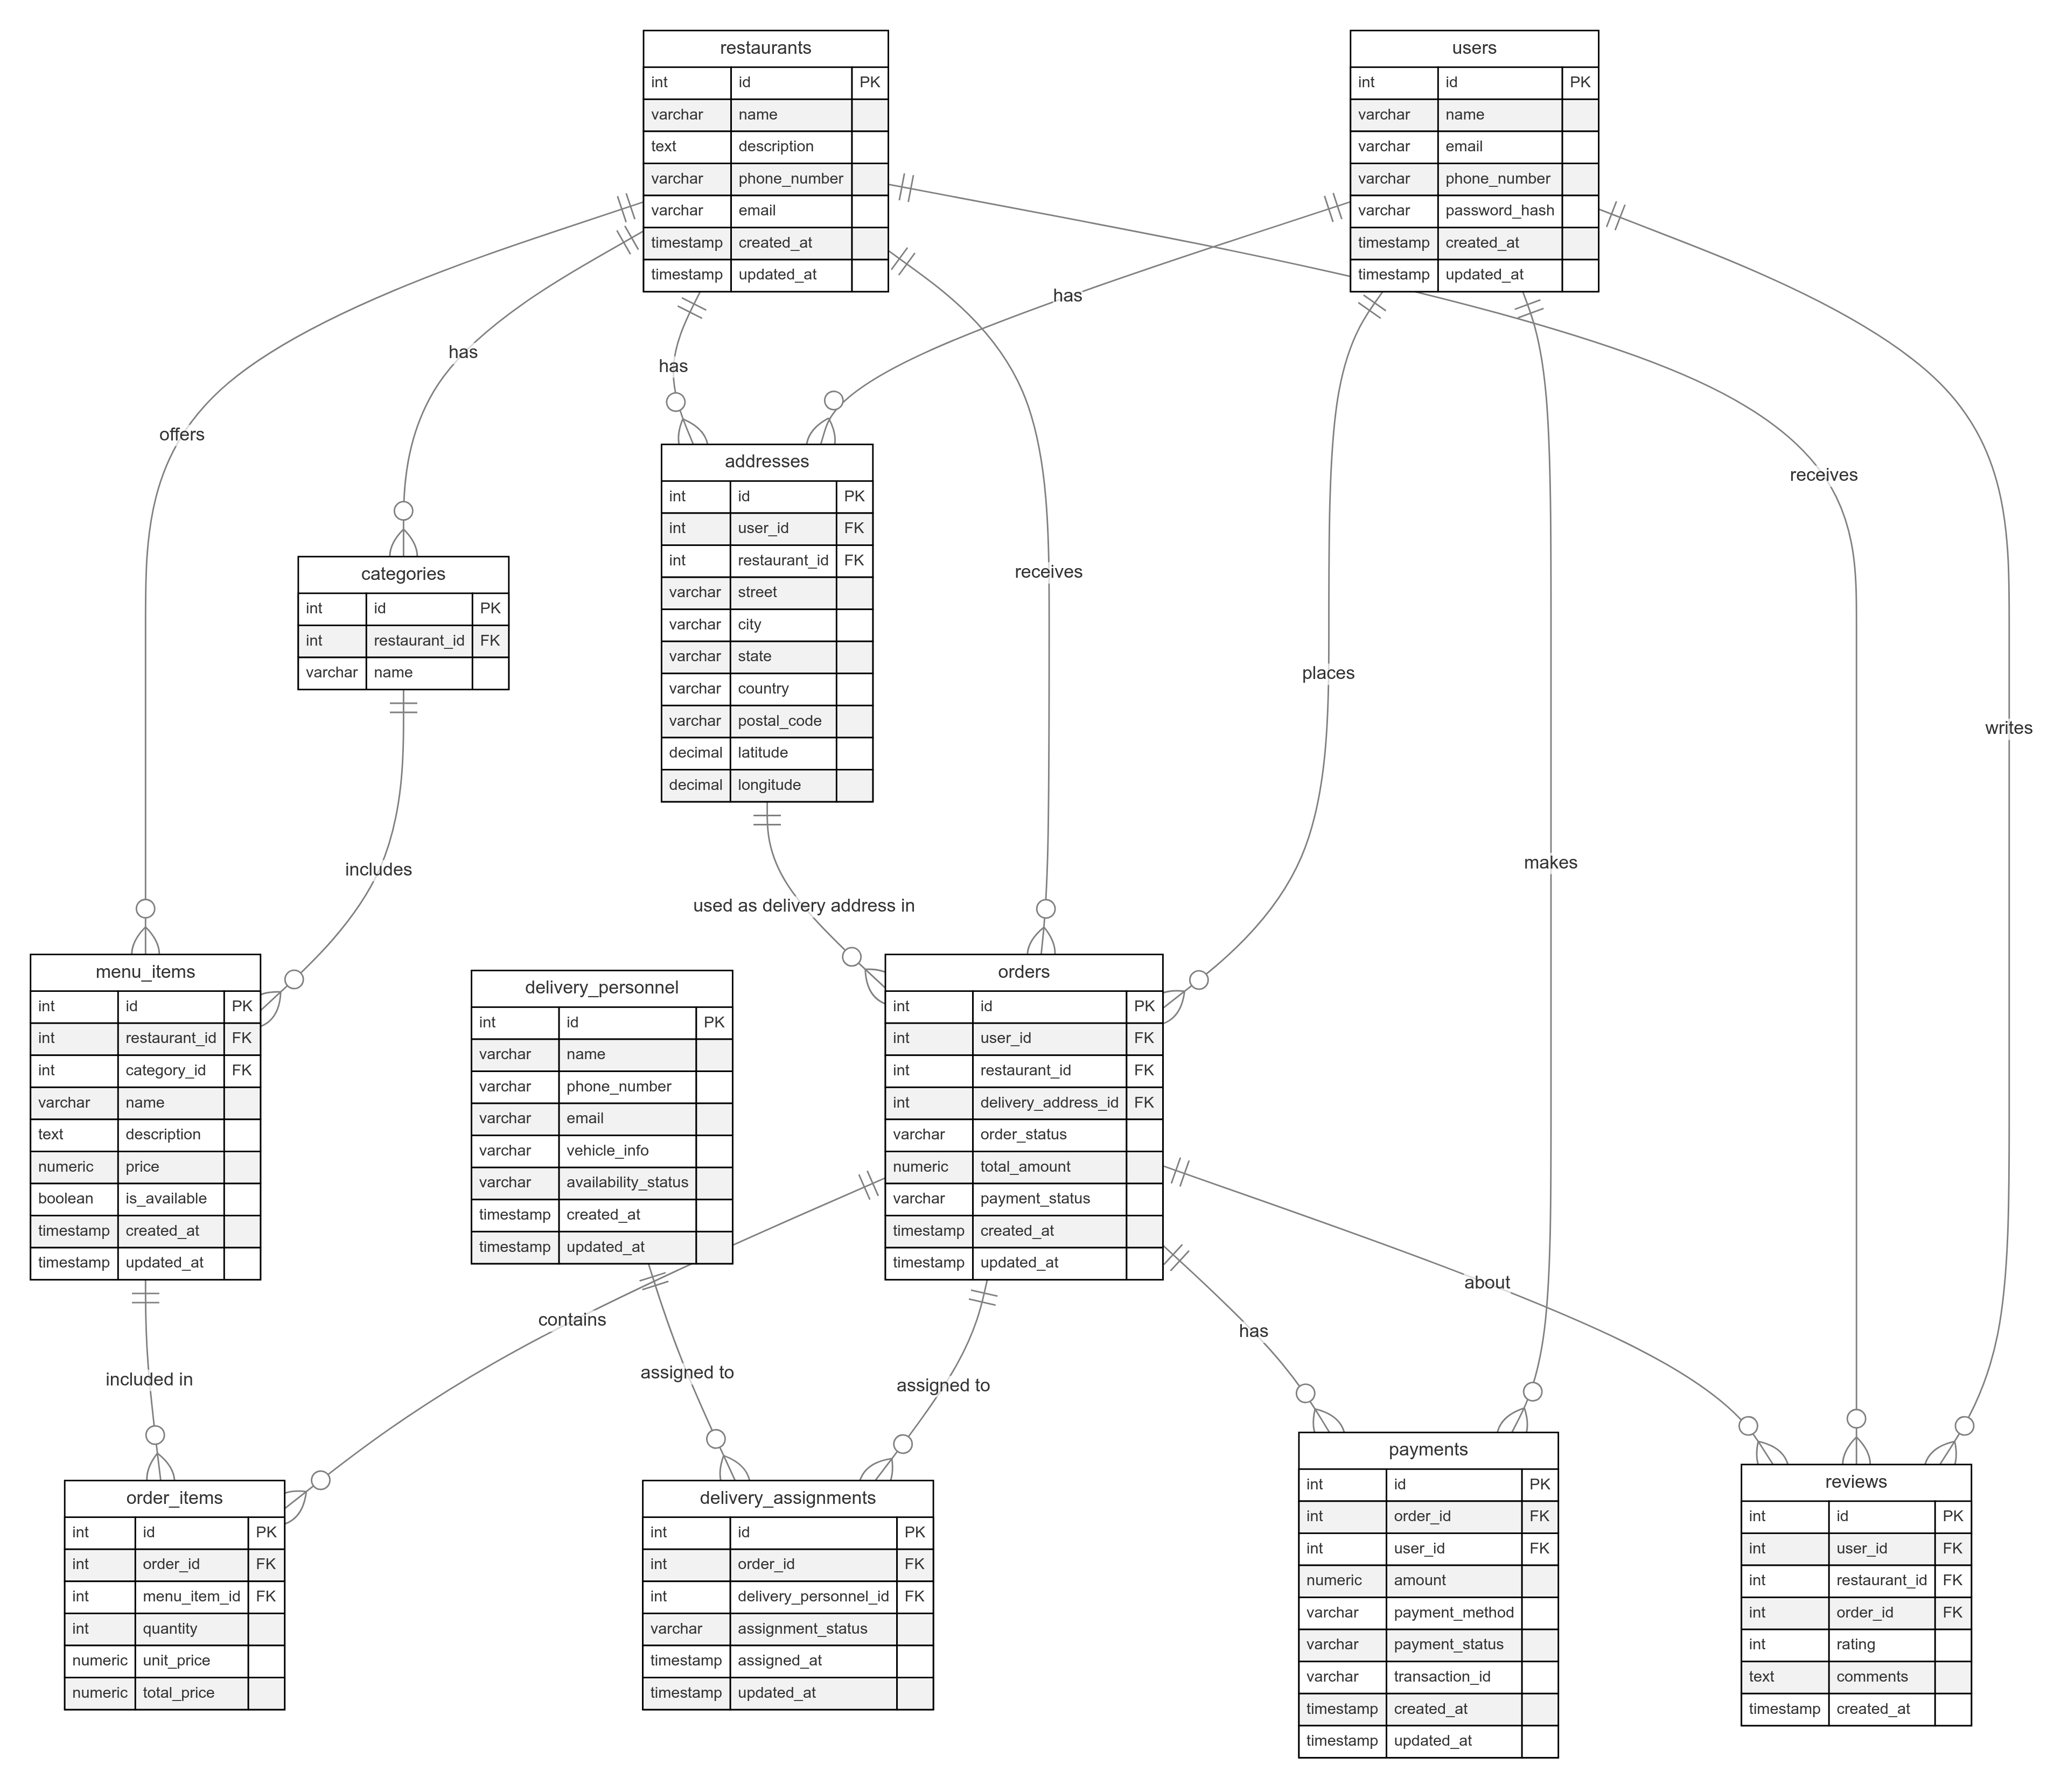 restaurants
int id PK
varchar name
text description
varchar phone_number
varchar email
timestamp created_at
timestamp updated_at
users
int id PK
varchar name
varchar email
varchar phone_number
varchar password_hash
timestamp created_at
timestamp updated_at
has
has
has
offers
receives
addresses
int id PK
int user_id FK
int restaurant_id FK
varchar street
varchar city
varchar state
varchar country
varchar postal_code
decimal latitude
decimal longitude
receives
categories
int id PK
int restaurant_id FK
varchar name
places
writes
includes
makes
used as delivery address in
menu_items
int id PK
int restaurant_id FK
int category_id FK
varchar name
text description
numeric price
boolean is_available
timestamp created_at
timestamp updated_at
delivery_personnel
int id PK
varchar name
varchar phone_number
varchar email
varchar vehicle_info
varchar availability_status
timestamp created_at
timestamp updated_at
orders
int id PK
int user_id FK
int restaurant_id FK
int delivery_address_id FK
varchar order_status
numeric total_amount
varchar payment_status
timestamp created_at
timestamp updated_at
about
contains
has
included in
assigned to
assigned to
order_items
int id PK
int order_id FK
int menu_item_id FK
int quantity
numeric unit_price
numeric total_price
delivery_assignments
int id PK
int order_id FK
int delivery_personnel_id FK
varchar assignment_status
timestamp assigned_at
timestamp updated_at
payments
int id PK
int order_id FK
int user_id FK
numeric amount
varchar payment_method
varchar payment_status
varchar transaction_id
timestamp created_at
timestamp updated_at
reviews
int id PK
int user_id FK
int restaurant_id FK
int order_id FK
int rating
text comments
timestamp created_at